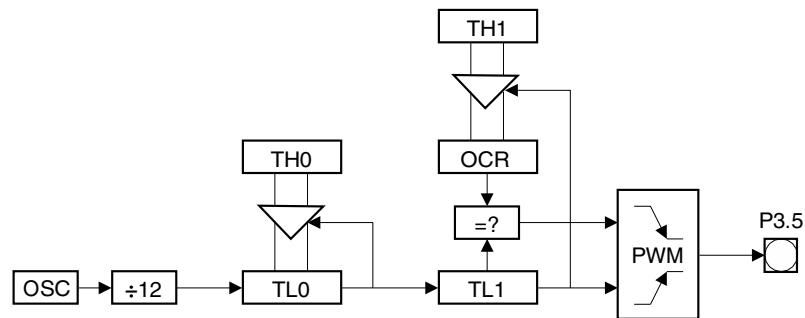 TH1
TH0
OCR
P3.5
=?
PWM
OSC
÷12
TL0
TL1